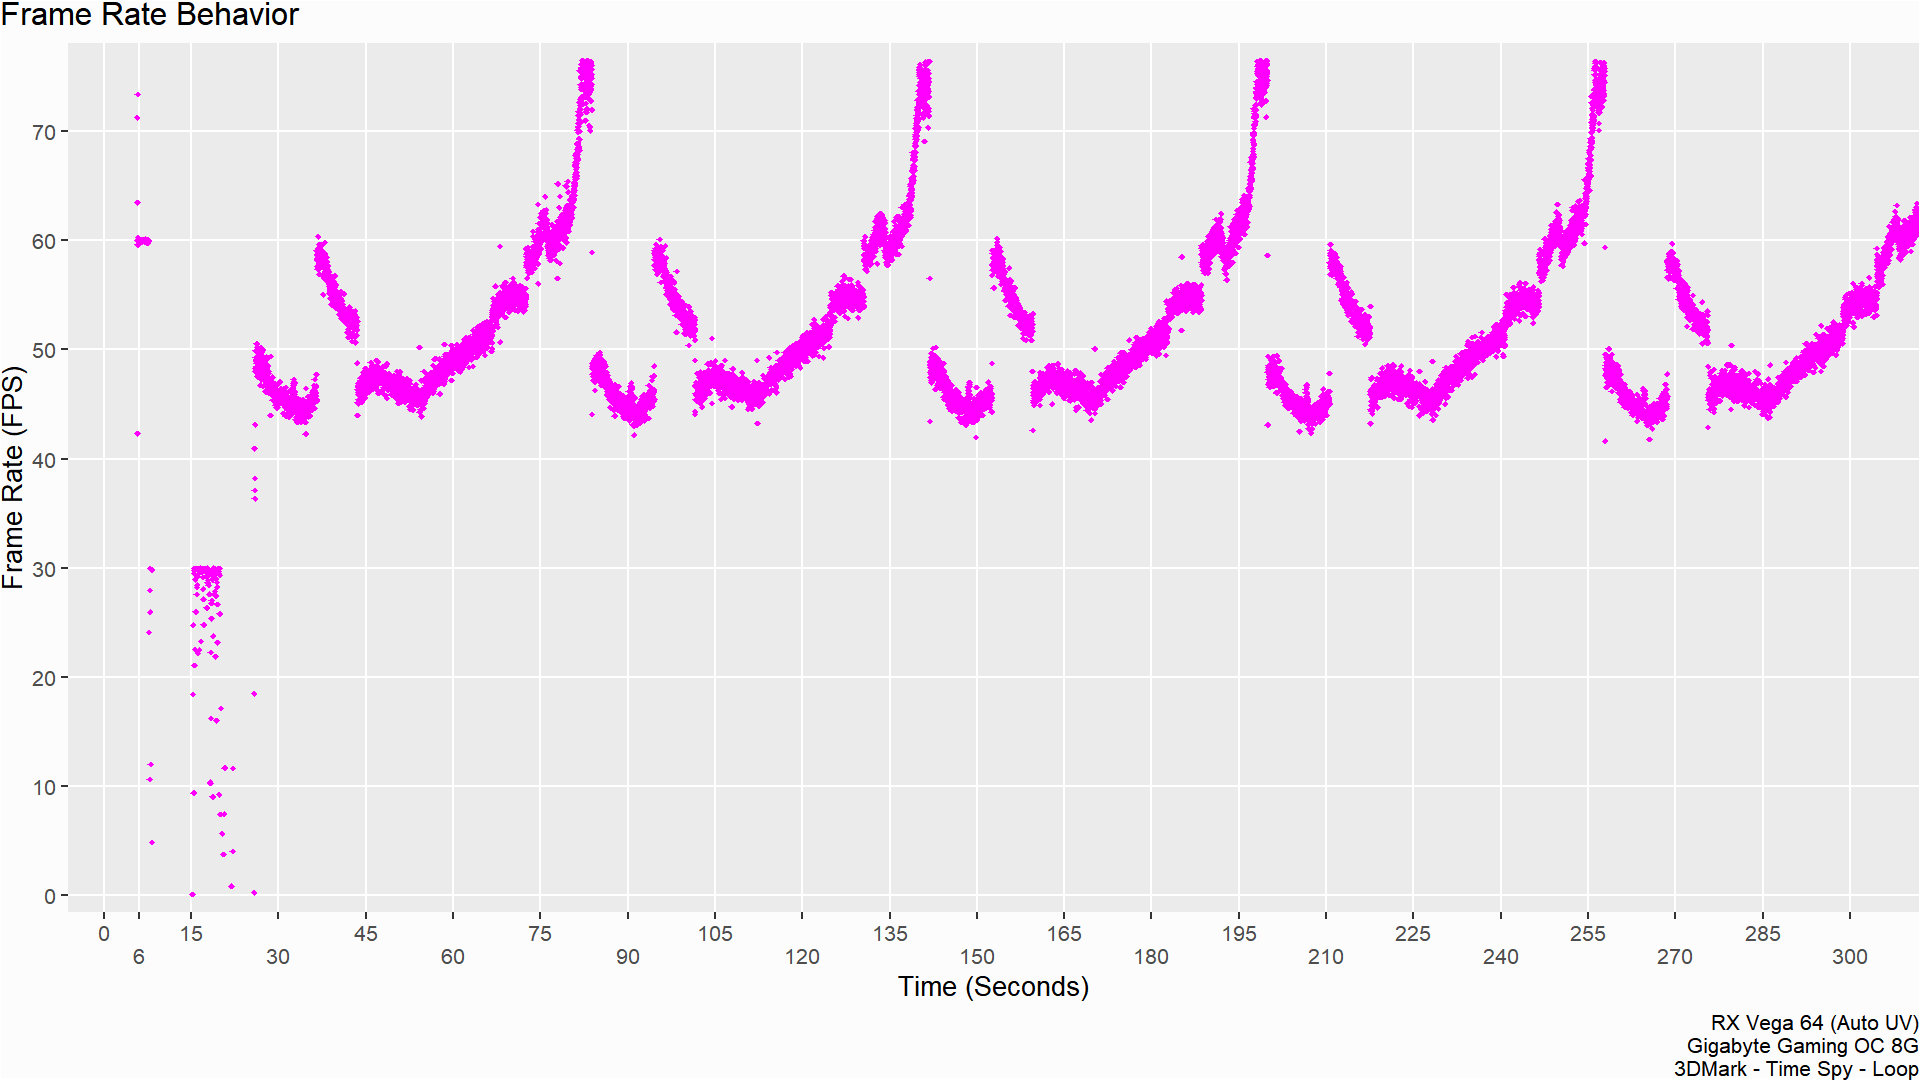 Frame Rate Behavior
Frame Rate (FPS)
70
60
50
40
30
20
10
0
0 15 30 45 60 75 90 105 120 135 150 165 180 195 210 225 240 255 270 285 300
6
Time (Seconds)
RX Vega 64 (Auto UV)
Gigabyte Gaming OC 8G
3DMark - Time Spy - Loop